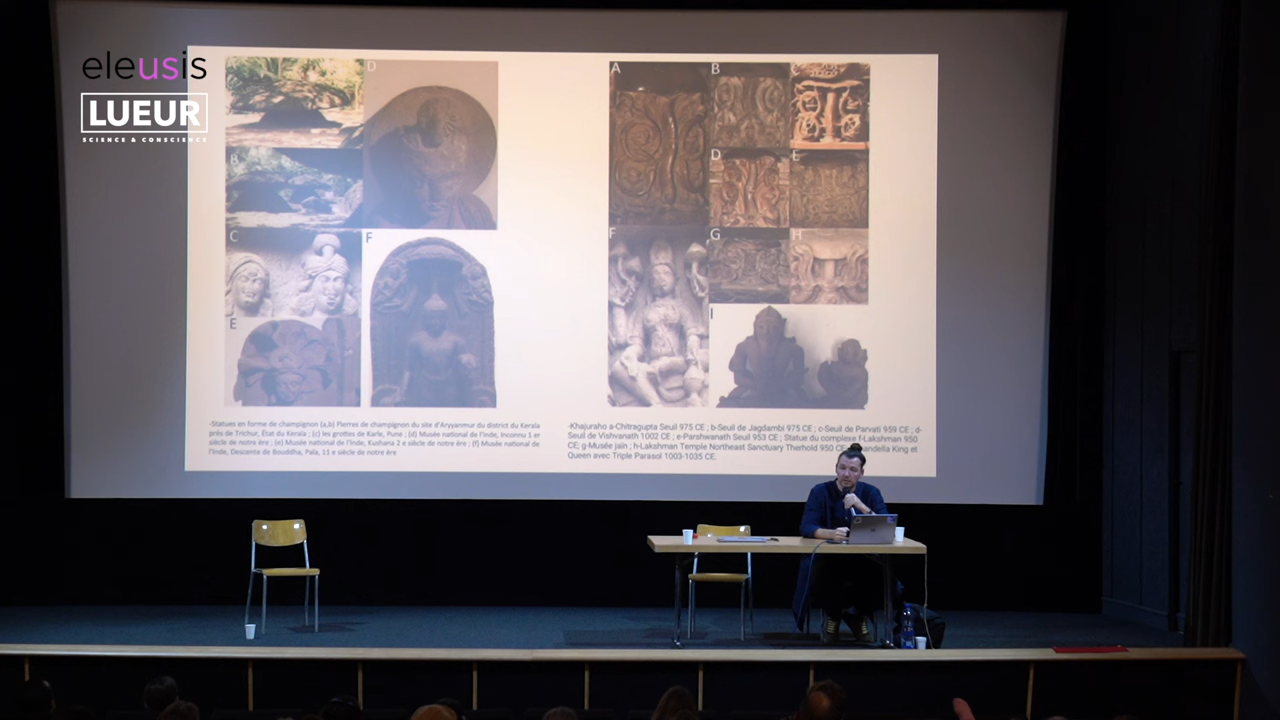 eleusis
LUEUR
SCIENCE & CONSCIENCE
D
B
C
F
E
A
B
C
D
E
F
G
H
I
-Statues en forme de champignon (a,b) Pierres de champignon du site d'Aryyanmur du district du Kerala
près de Trichur, État du Kerala ; (c) les grottes de Karle, Pune ; (d) Musée national de l'Inde, Inconnu 1 er
siècle de notre ère ; (e) Musée national de l'Inde, Kushana 2 e siècle de notre ère ; (f) Musée national de
l'Inde, Descente de Bouddha, Pala, 11 e siècle de notre ère
-Khajuraho a-Chitragupta Seuil 975 CE ; b-Seuil de Jagdambi 975 CE ; c-Seuil de Parvati 959 CE ; d-
Seuil de Vishvanath 1002 CE ; e-Parshwanath Seuil 953 CE ; Statue du complexe f-Lakshman 950
CE; g-Musée jaïn ; h-Lakshman Temple Northeast Sanctuary Therhold 950 CE King et
Queen avec Triple Parasol 1003-1035 CE.